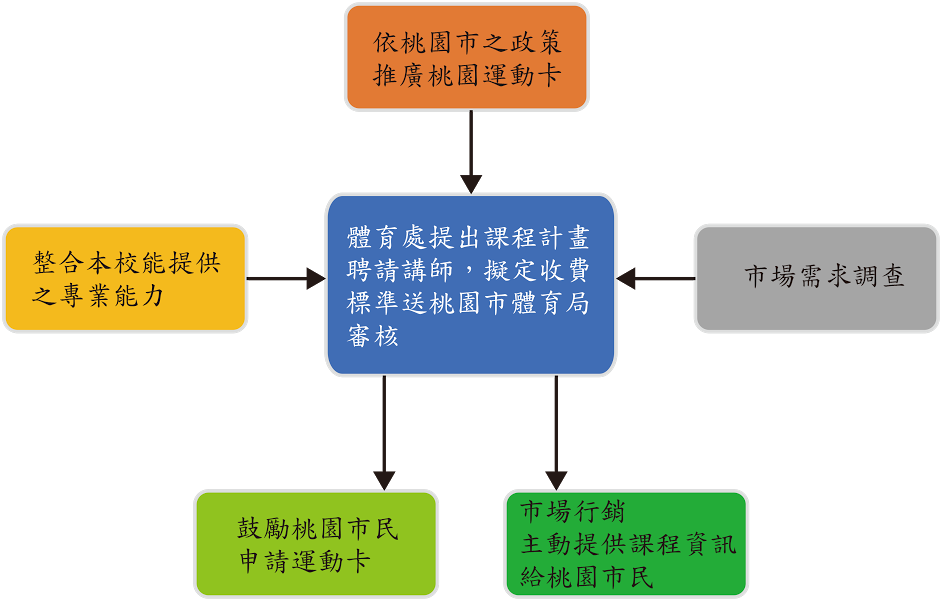 依桃園市之政策
推廣桃園運動卡
整合本校能提供
之專業能力
體育處提出課程計畫
聘請講師，擬定收費
標準送桃園市體育局
審核
市場需求調查
鼓勵桃園市民
申請運動卡
市場行銷
主動提供課程資訊
給桃園市民